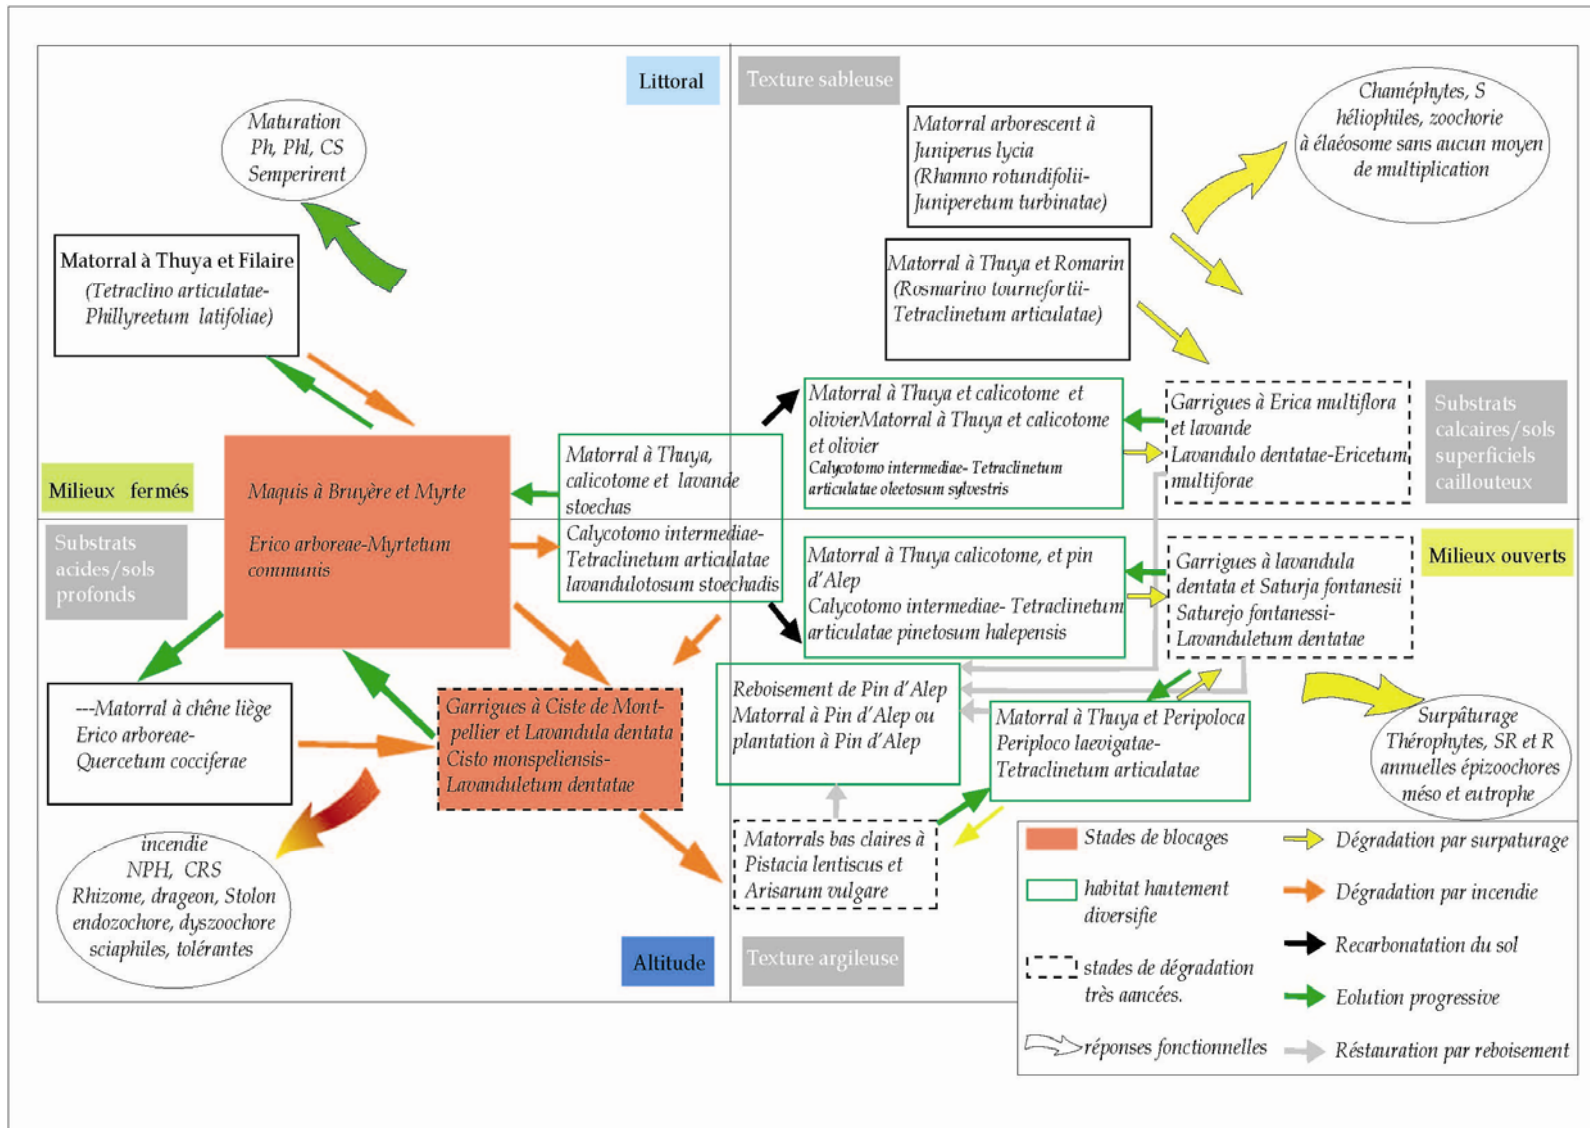 Littoral
Texture sableuse
Maturation
Ph, Phl, CS
Semperirent
Matorral à Thuya et Filaire
(Tetraclino articulatae-
Phillyreetum latifoliae)
Matorral arborescent à
Juniperus lycia
(Rhamno rotundifolii-
Juniperetum turbinatae)
Chaméphytes, S
héliophiles, zoochorie
à élaéosome sans aucun moyen
de multiplication
Matorral à Thuya et Romarin
(Rosmarino tournefortii-
Tetraclinetum articulatae)
Milieux fermés
Maquis à Bruyère et Myrte
Erico arboreae-Myrtetum
communis
Matorral à Thuya,
calicotome et lavande
stoechas
Calycotomo intermediae-
Tetraclinetum articulatae
lavandulotosum stoechadis
Matorral à Thuya et calicotome et
olivierMatorral à Thuya et calicotome
et olivier
Calycotomo intermediae- Tetraclinetum
articulatae oleetosum sylvestris
Garrigues à Erica multiflora
et lavande
Lavandulo dentatae-Ericetum
multiforae
Substrats
calcaires/sols
superficiels
caillouteux
Substrats
acides/sols
profonds
Matorral à Thuya calicotome, et pin
d'Alep
Calycotomo intermediae- Tetraclinetum
articulatae pinetosum halepensis
Garrigues à lavandula
dentata et Saturja fontanesii
Saturejo fontanessi-
Lavanduletum dentatae
Milieux ouverts
---Matorral à chêne liège
Erico arboreae-
Quercetum cocciferae
Garrigues à Ciste de Mont-
pellier et Lavandula dentata
Cisto monspeliensis-
Lavanduletum dentatae
Reboisement de Pin d'Alep
Matorral à Pin d'Alep ou
plantation à Pin d'Alep
Matorral à Thuya et Peripoloca
Periploco laevigatae-
Tetraclinetum articulatae
Surpâturage
Thérophytes, SR et R
annuelles épizoochores
méso et eutrophe
incendie
NPH, CRS
Rhizome, drageon, Stolon
endozochore, dyszoochore
sciaphiles, tolérantes
Matorrals bas claires à
Pistacia lentiscus et
Arisarum vulgare
Altitude
Texture argileuse
Stades de blocages
habitat hautement
diversifie
stades de dégradation
très aancées.
réponses fonctionnelles
Dégradation par surpaturage
Dégradation par incendie
Recarbonatation du sol
Eolution progressive
Réstauration par reboisement